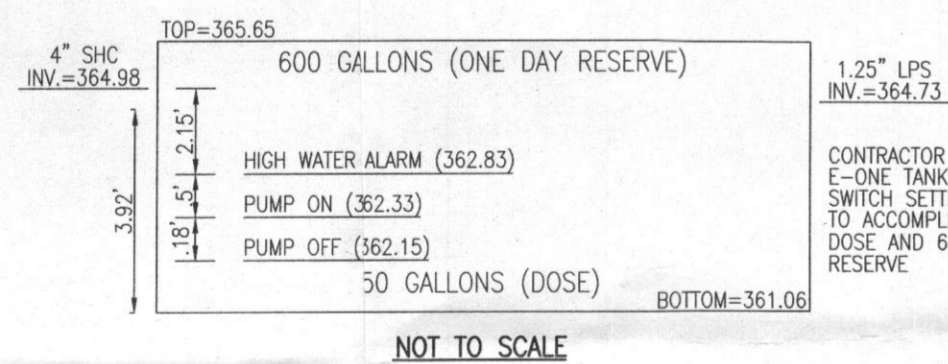 TOP=365.65
4" SHC
INV.=364.98
600 GALLONS (ONE DAY RESERVE)
1.25" LPS
INV.=364.73
2.15'
HIGH WATER ALARM (362.83)
.5'
PUMP ON (362.33)
3.92'
.18'
PUMP OFF (362.15)
50 GALLONS (DOSE)
BOTTOM=361.06
CONTRACTOR
E-ONE TANK
SWITCH SETT
TO ACCOMPL
DOSE AND 6
RESERVE
NOT TO SCALE